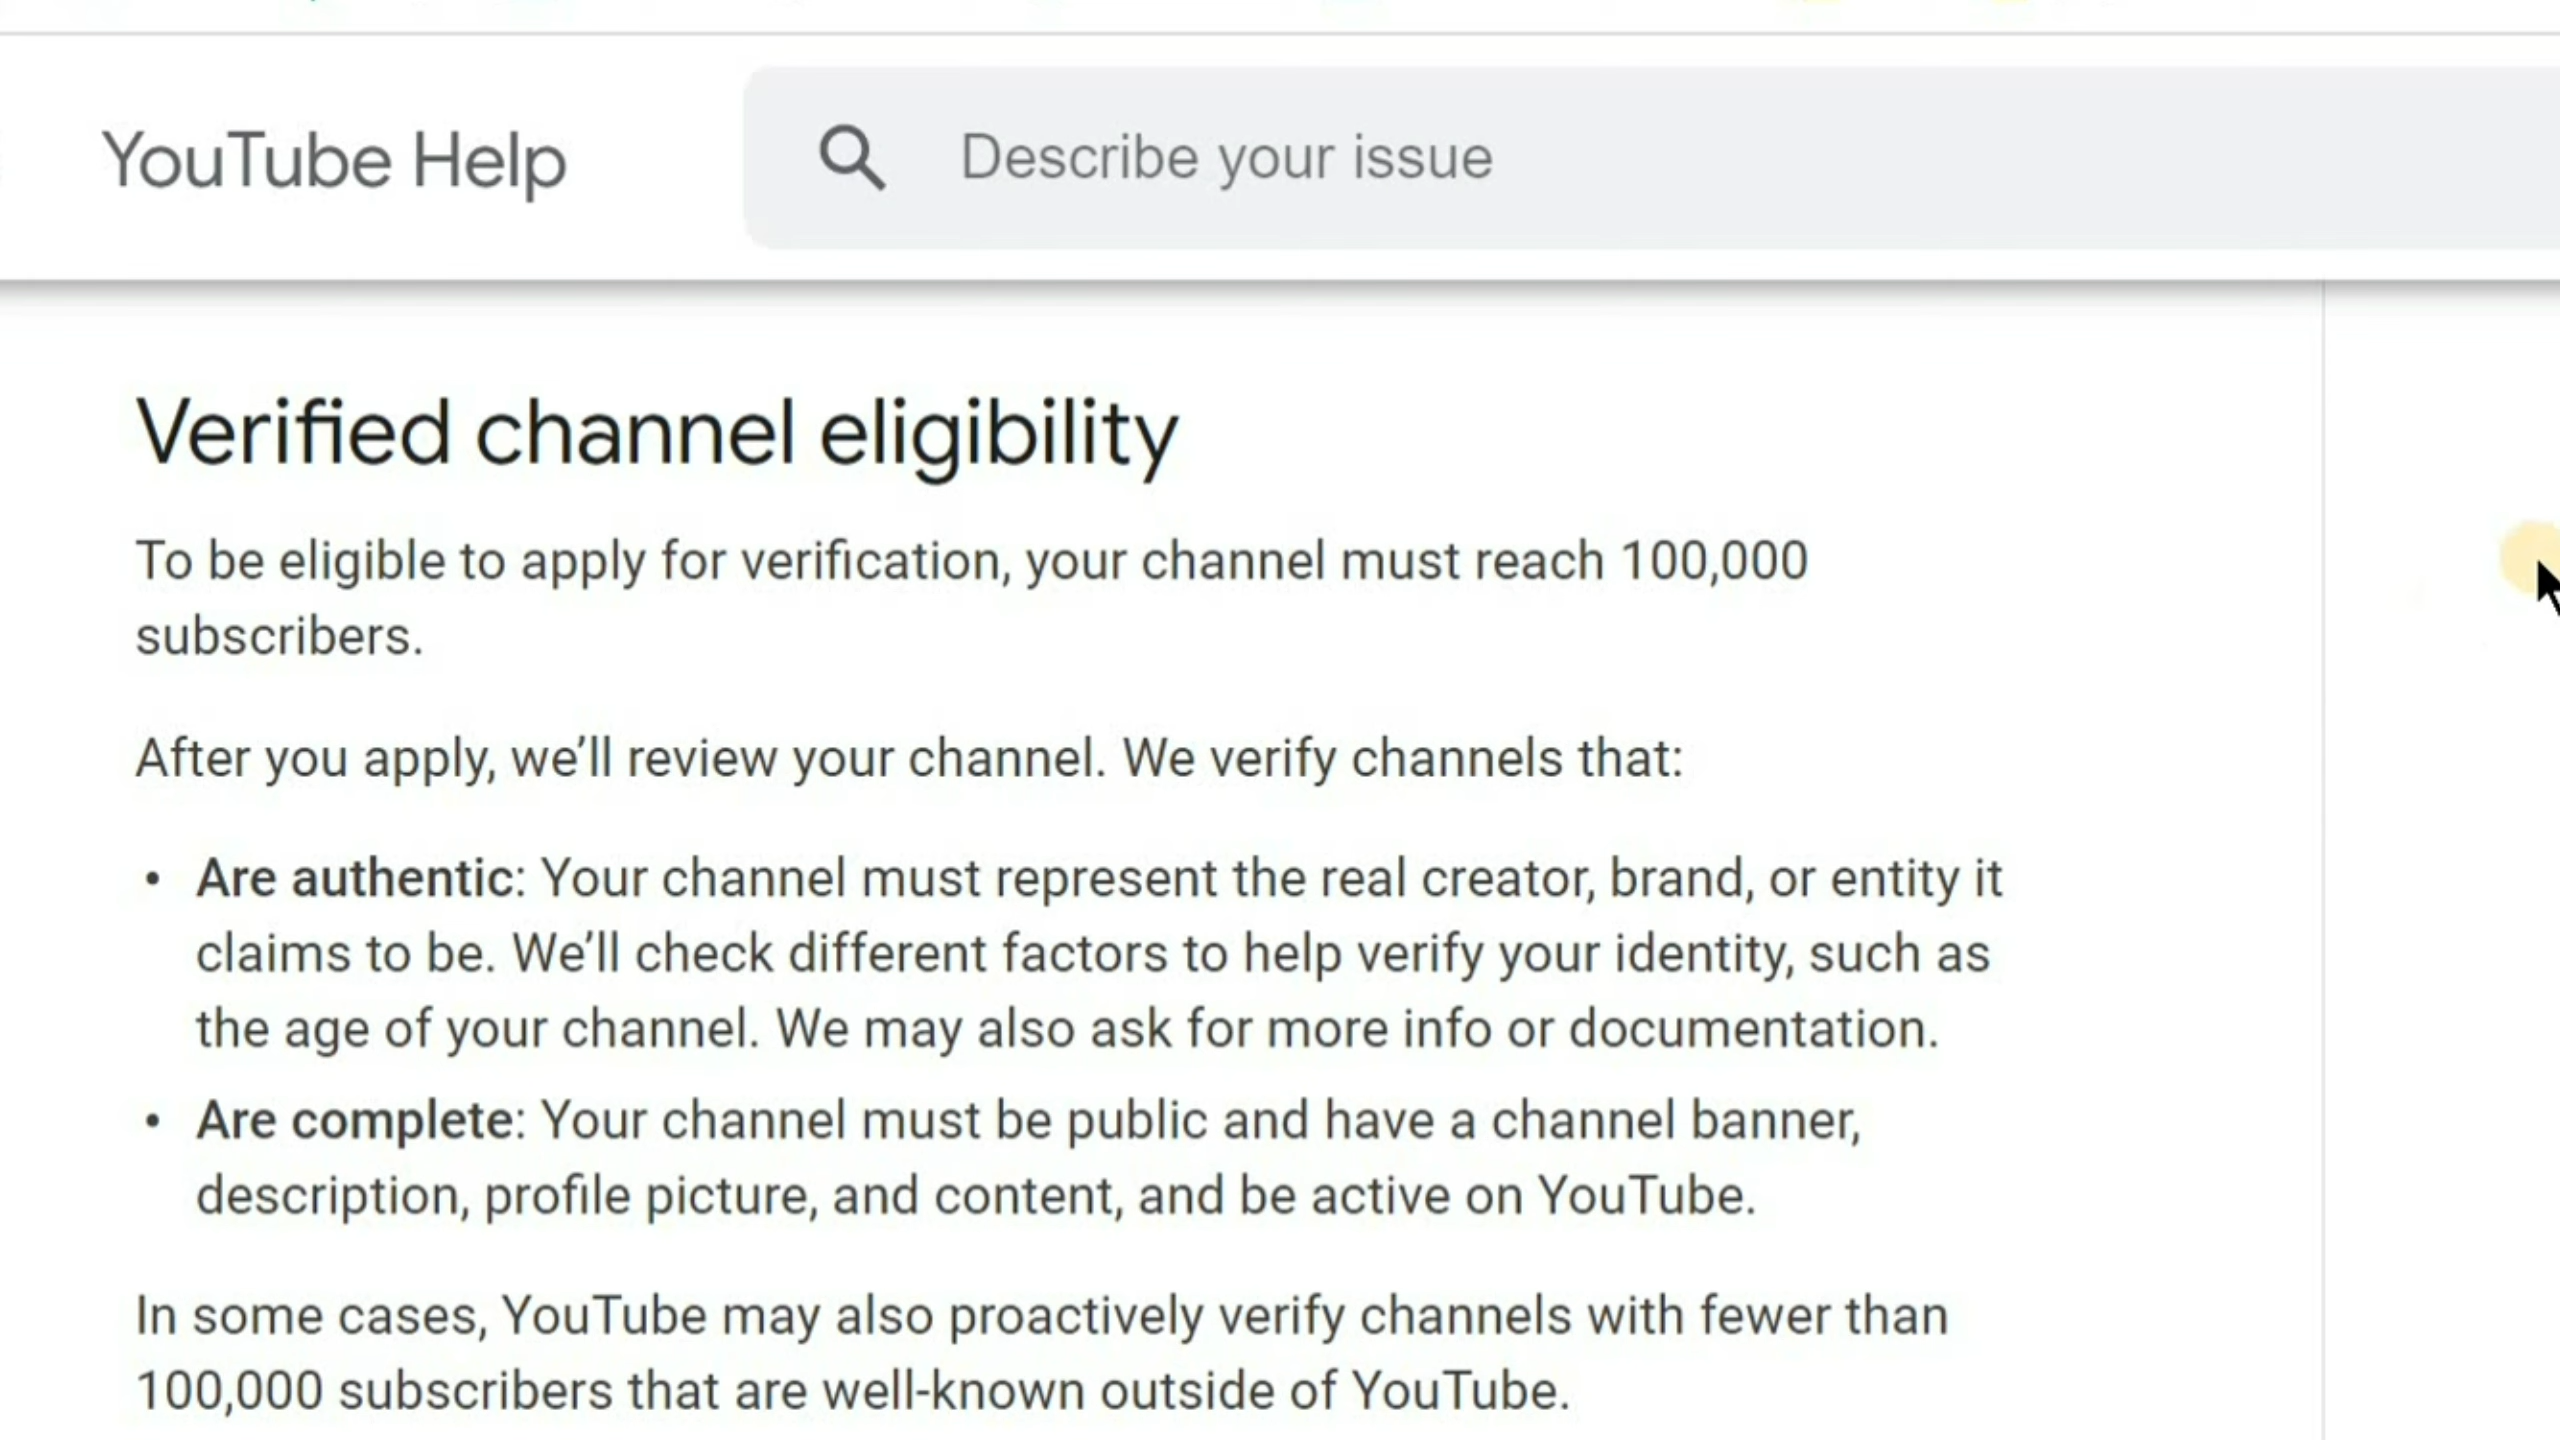 YouTube Help
Describe your issue
Verified channel eligibility
To be eligible to apply for verification, your channel must reach 100,000
subscribers.
After you apply, we’ll review your channel. We verify channels that:
• Are authentic: Your channel must represent the real creator, brand, or entity it
claims to be. We’ll check different factors to help verify your identity, such as
the age of your channel. We may also ask for more info or documentation.
• Are complete: Your channel must be public and have a channel banner,
description, profile picture, and content, and be active on YouTube.
In some cases, YouTube may also proactively verify channels with fewer than
100,000 subscribers that are well-known outside of YouTube.